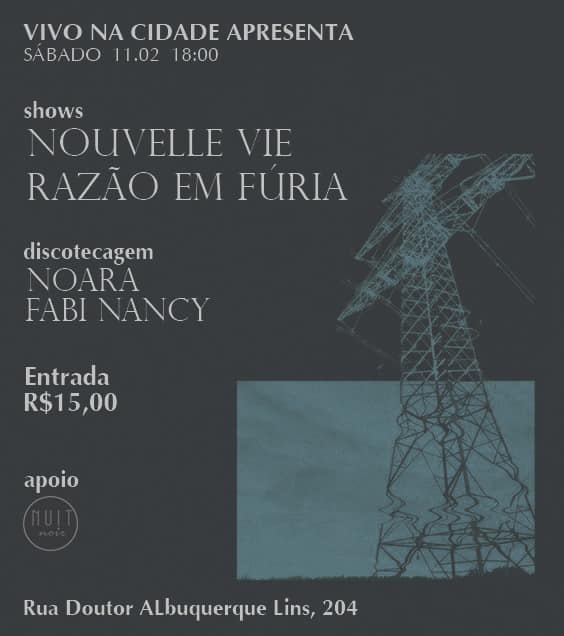 VIVO NA CIDADE APRESENTA
SÁBADO 11.02 18:00
shows
NOUVELLE VIE
RAZÃO EM FÚRIA
discotecagem
NOARA
FABI NANCY
Entrada
R$15,00
apoio
NUIT
noir
Rua Doutor ALbuquerque Lins, 204